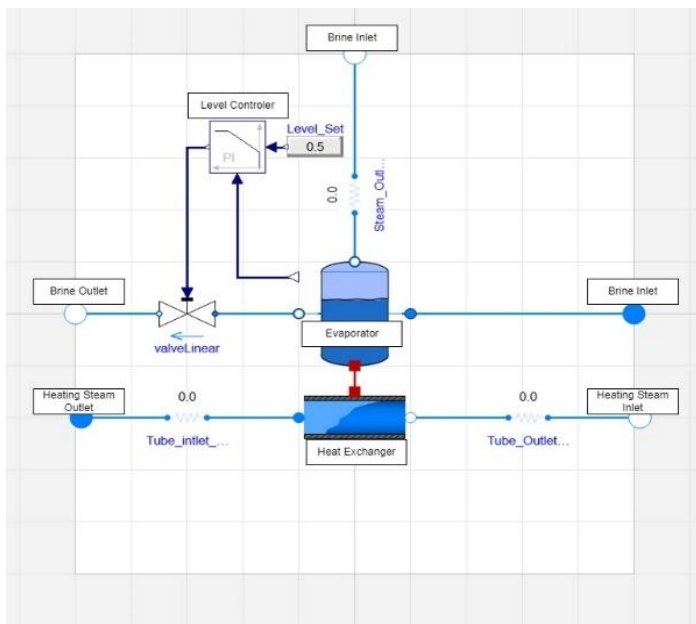 Brine Inlet
Level Controler
Level_Set
0.5
PI
0.0
Steam_Outl...
Brine Outlet
Brine Inlet
Evaporator
valveLinear
Heating Steam
Outlet
0.0
0.0
Heating Steam
Inlet
Tube_intlet_...
Tube_Outlet...
Heat Exchanger